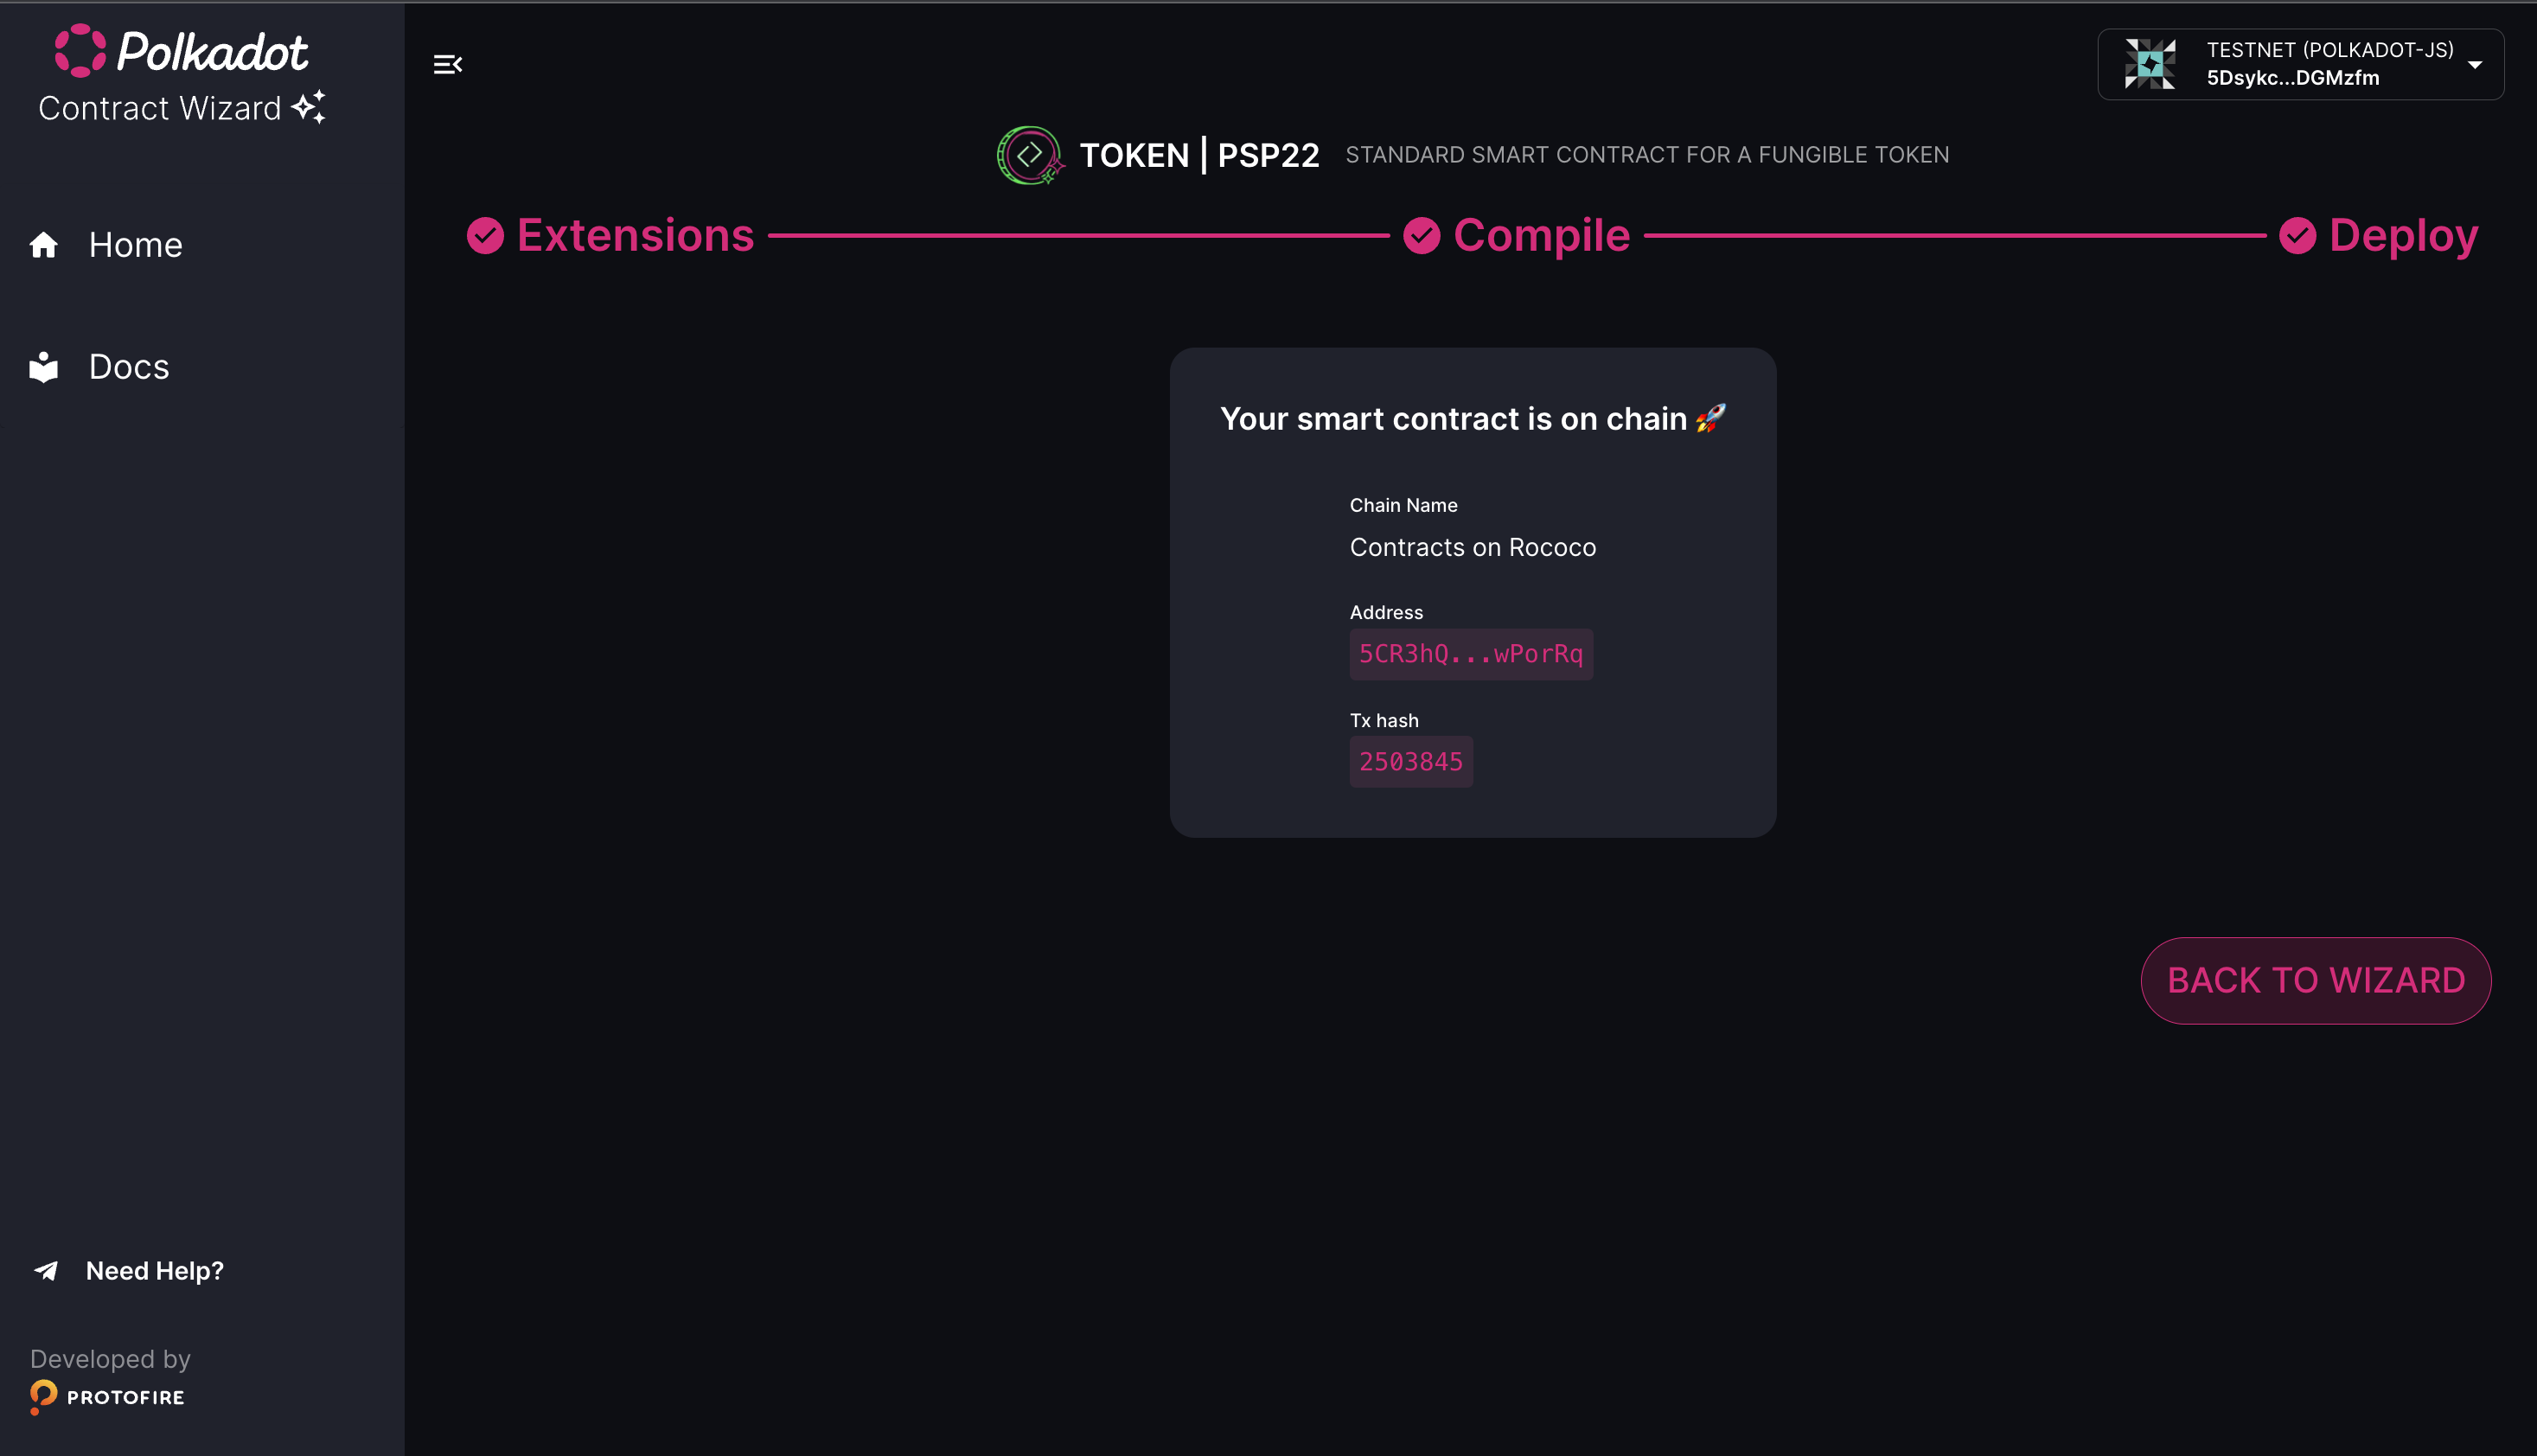 Polkadot
Contract Wizard
Home
Docs
Need Help?
Developed by
PROTOFIRE
TESTNET (POLKADOT-JS)
5Dsykc...DGMzfm
TOKEN | PSP22 STANDARD SMART CONTRACT FOR A FUNGIBLE TOKEN
Extensions Compile Deploy
Your smart contract is on chain 🚀
Chain Name
Contracts on Rococo
Address
5CR3hQ...wPorRq
Tx hash
2503845
BACK TO WIZARD